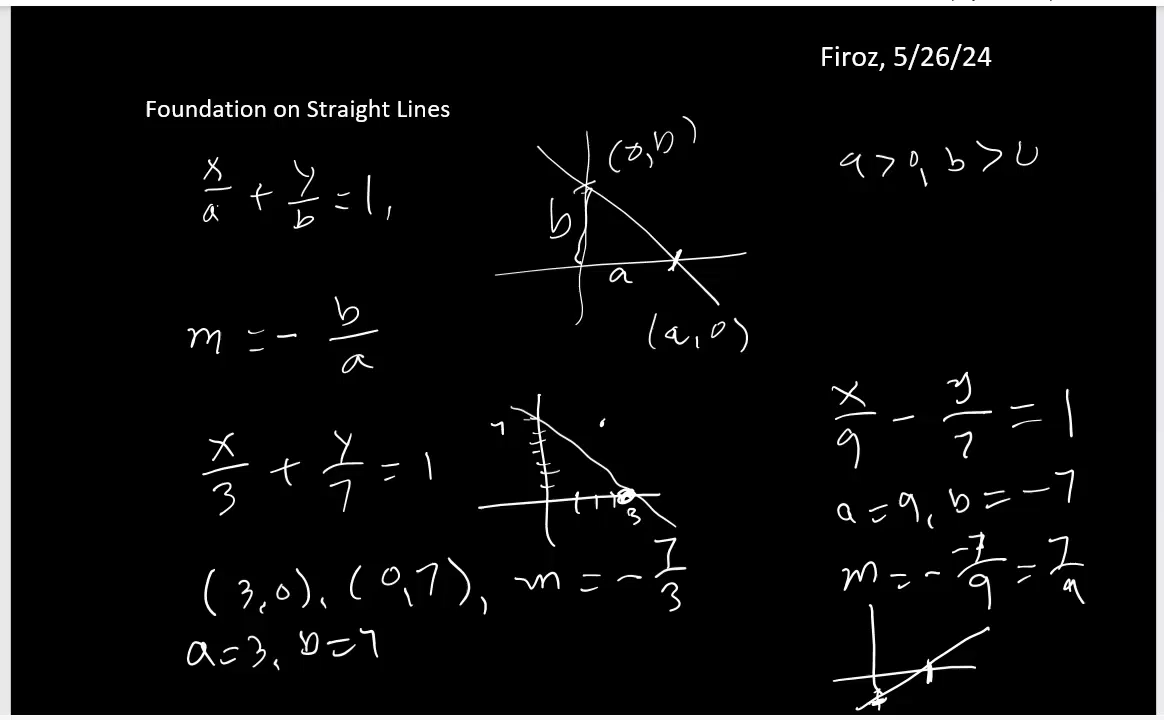 Firoz, 5/26/24
Foundation on Straight Lines
x/a + y/b = 1,
(0, b)
b
a
(a, 0)
a > 0, b > 0
m = - b/a
x/3 + y/7 = 1
7
3
(3,0), (0,7), m = - 7/3
a=3, b=7
x/9 - y/7 = 1
a=9, b=-7
m = - -7/9 = 7/9